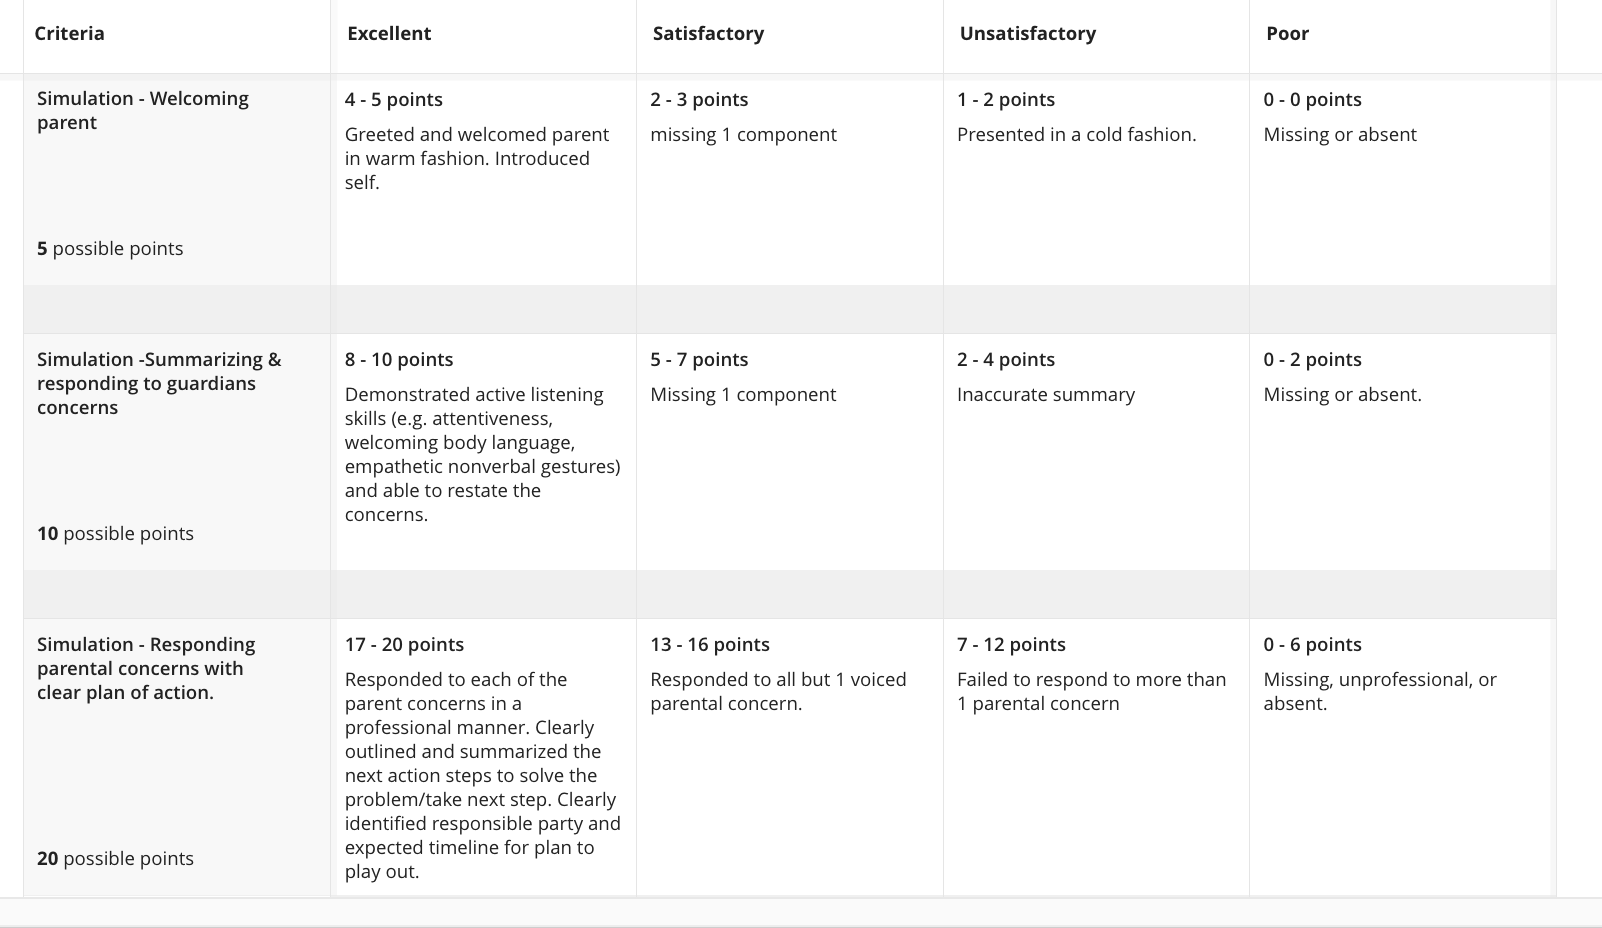 Criteria
Excellent
Satisfactory
Unsatisfactory
Poor
Simulation - Welcoming
parent
5 possible points
4 - 5 points
Greeted and welcomed parent
in warm fashion. Introduced
self.
2 - 3 points
missing 1 component
1 - 2 points
Presented in a cold fashion.
0 - 0 points
Missing or absent
Simulation -Summarizing &
responding to guardians
concerns
10 possible points
8 - 10 points
Demonstrated active listening
skills (e.g. attentiveness,
welcoming body language,
empathetic nonverbal gestures)
and able to restate the
concerns.
5 - 7 points
Missing 1 component
2 - 4 points
Inaccurate summary
0 - 2 points
Missing or absent.
Simulation - Responding
parental concerns with
clear plan of action.
20 possible points
17 - 20 points
Responded to each of the
parent concerns in a
professional manner. Clearly
outlined and summarized the
next action steps to solve the
problem/take next step. Clearly
identified responsible party and
expected timeline for plan to
play out.
13 - 16 points
Responded to all but 1 voiced
parental concern.
7 - 12 points
Failed to respond to more than
1 parental concern
0 - 6 points
Missing, unprofessional, or
absent.